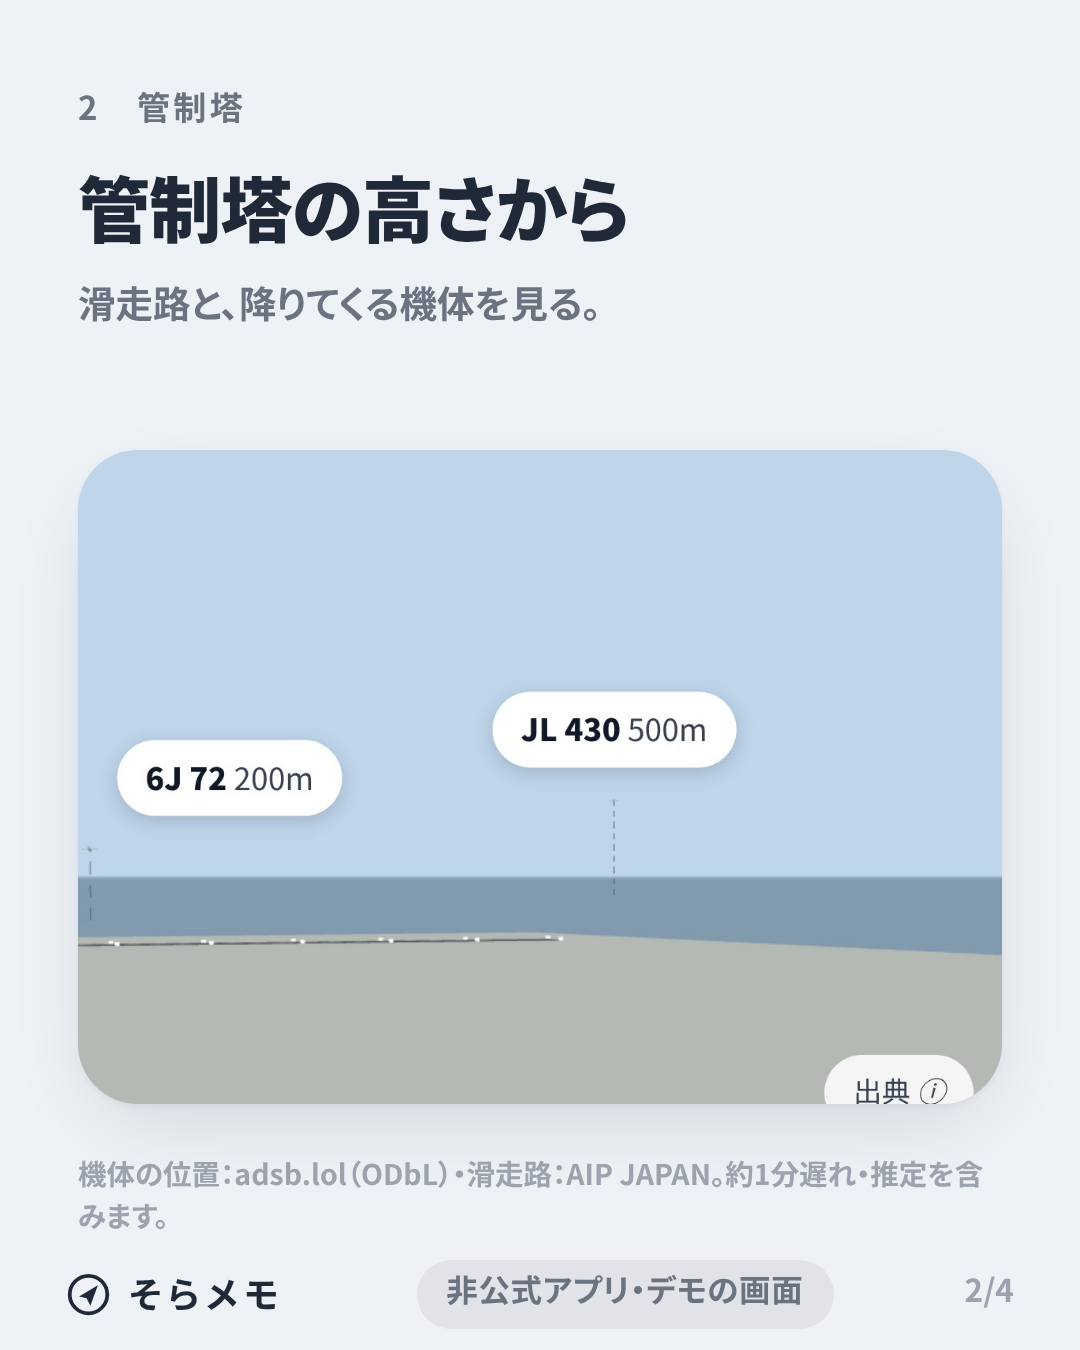 2 管制塔
管制塔の高さから
滑走路と、降りてくる機体を見る。
JL 430 500m
6J 72 200m
出典 ⓘ
機体の位置：adsb.lol（ODbL）・滑走路：AIP JAPAN。約1分遅れ・推定を含
みます。
そらメモ
非公式アプリ・デモの画面
2/4